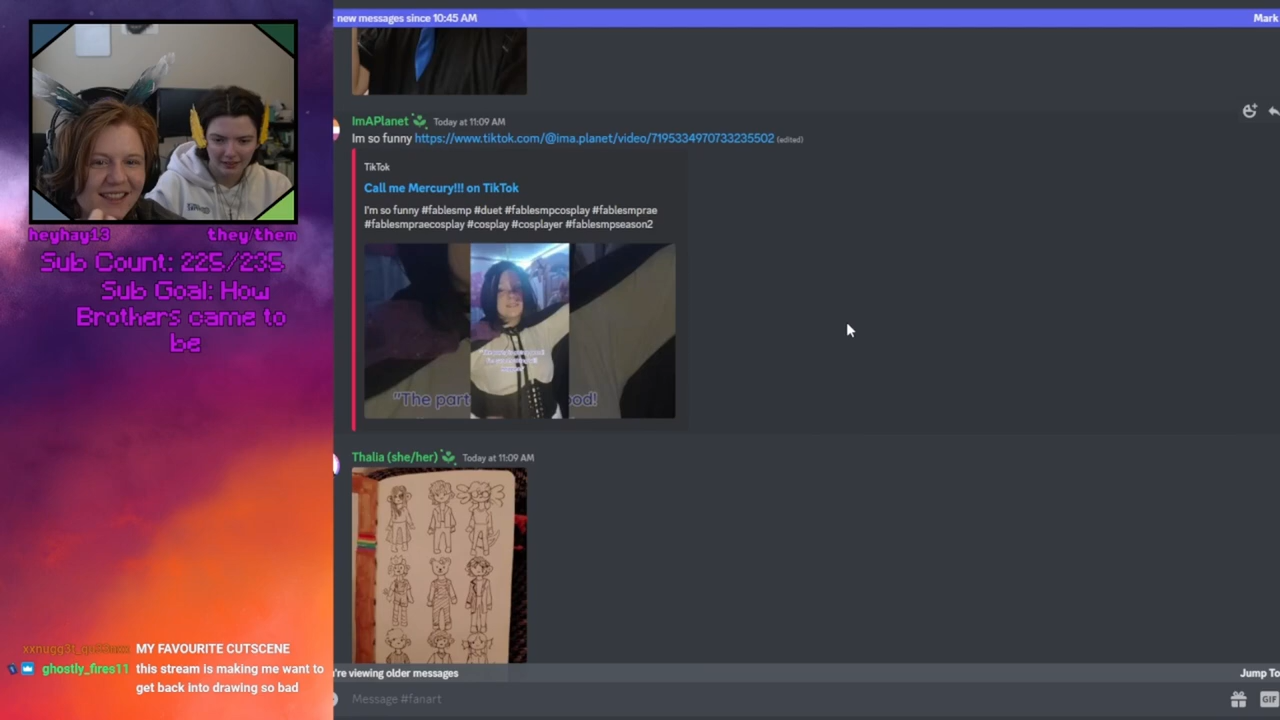 new messages since 10:45 AM
Mark
ImAPlanet
Today at 11:09 AM
Im so funny https://www.tiktok.com/@ima.planet/video/7195334970733235502 (edited)
TikTok
Call me Mercury!!! on TikTok
I'm so funny #fablesmp #duet #fablesmpcosplay #fablesmprae
#fablesmpraecosplay #cosplay #cosplayer #fablesmpseason2
"The part
ood!
Thalia (she/her)
Today at 11:09 AM
're viewing older messages
Jump To
Message #fanart
GIF
heyhay13
they/them
Sub Count: 225/235
Sub Goal: How
Brothers came to
be
MY FAVOURITE CUTSCENE
ghostly_fires11 this stream is making me want to
get back into drawing so bad